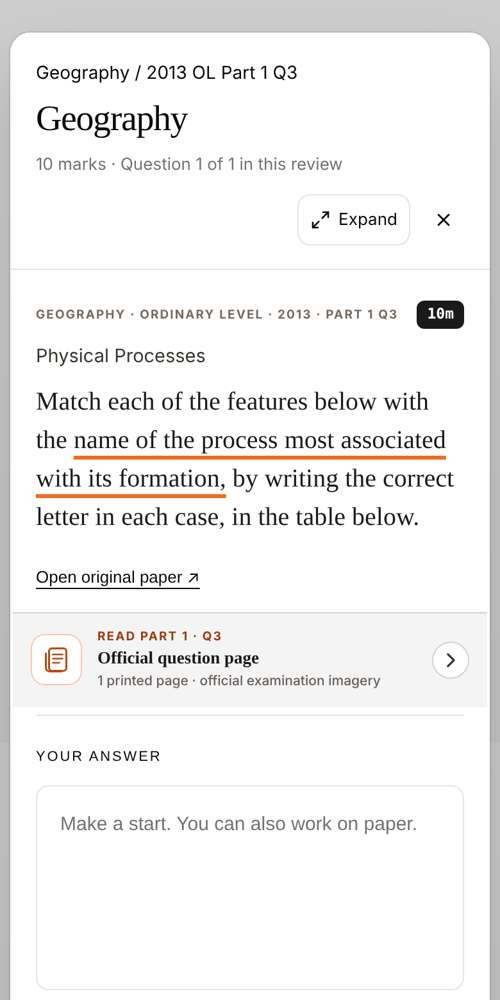 Geography / 2013 OL Part 1 Q3
Geography
10 marks · Question 1 of 1 in this review
Expand
GEOGRAPHY · ORDINARY LEVEL · 2013 · PART 1 Q3
10m
Physical Processes
Match each of the features below with
the name of the process most associated
with its formation, by writing the correct
letter in each case, in the table below.
Open original paper ↗
READ PART 1 · Q3
Official question page
1 printed page · official examination imagery
YOUR ANSWER
Make a start. You can also work on paper.